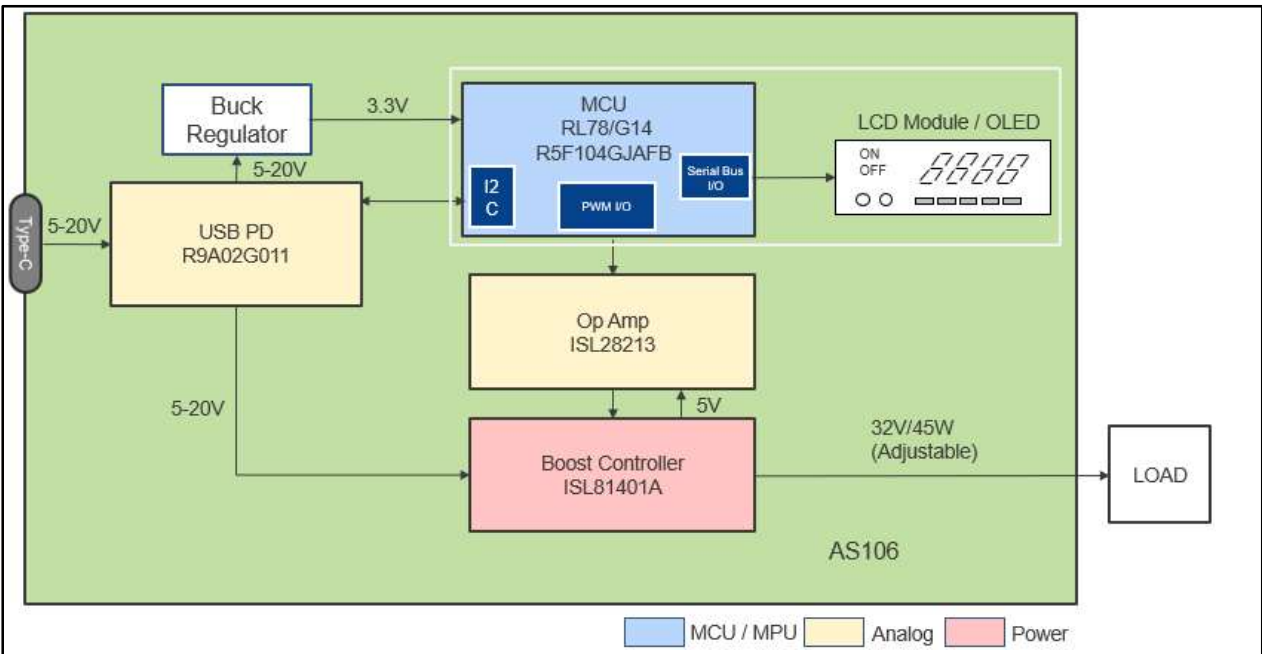 Buck
Regulator
3.3V
MCU
RL78/G14
R5F104GJAFB
LCD Module / OLED
ON
OFF
8888
Serial Bus
I/O
I2
C
PWM I/O
5-20V
Type-C
5-20V
USB PD
R9A02G011
Op Amp
ISL28213
5-20V
5V
32V/45W
(Adjustable)
Boost Controller
ISL81401A
LOAD
AS106
MCU / MPU
Analog
Power